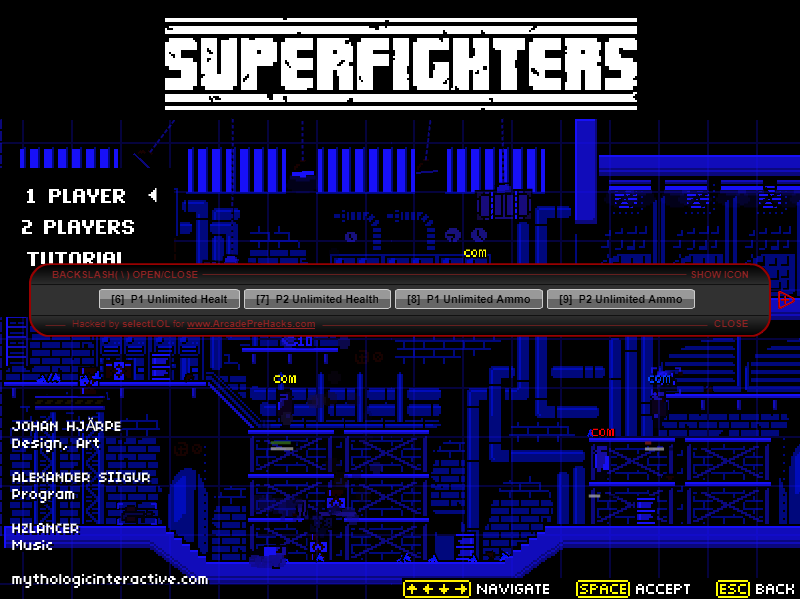 SUPERFIGHTERS
1 PLAYER
2 PLAYERS
TUTORIAL
COM
BACKSLASH( \ ) OPEN/CLOSE
SHOW ICON
[6] P1 Unlimited Healt
[7] P2 Unlimited Health
[8] P1 Unlimited Ammo
[9] P2 Unlimited Ammo
Hacked by selectLOL for www.ArcadePreHacks.com
CLOSE
COM
COM
COM
JOHAN HJÄRPE
Design, Art
ALEXANDER SIIGUR
Program
HZLANCER
Music
mythologicinteractive.com
NAVIGATE
SPACE ACCEPT
ESC BACK